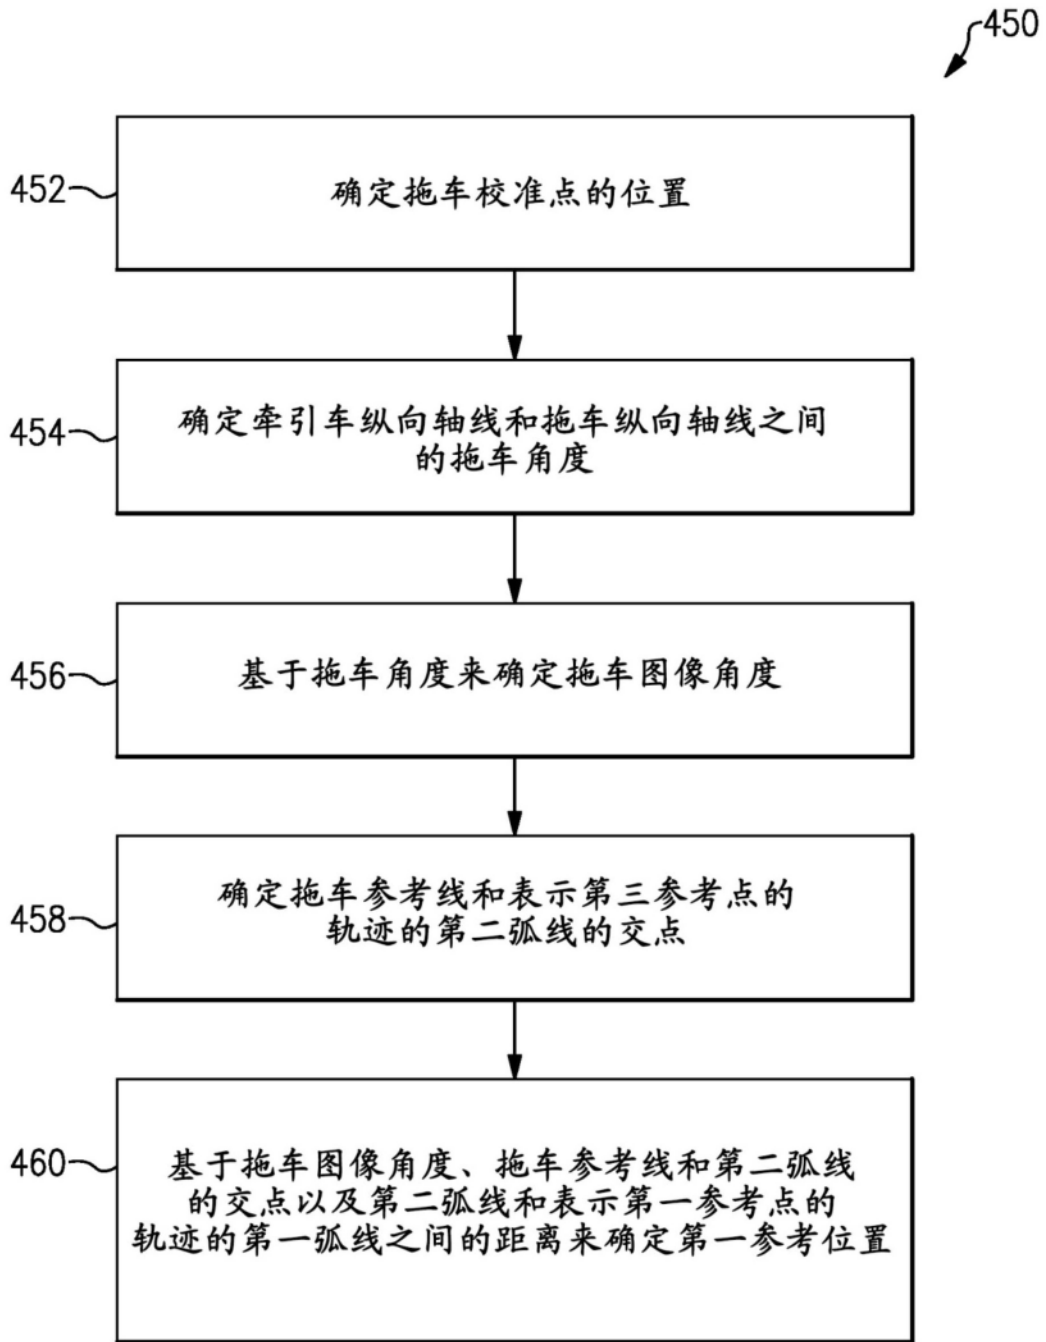 450
452
确定拖车校准点的位置
454
确定牵引车纵向轴线和拖车纵向轴线之间
的拖车角度
456
基于拖车角度来确定拖车图像角度
458
确定拖车参考线和表示第三参考点的
轨迹的第二弧线的交点
460
基于拖车图像角度、拖车参考线和第二弧线
的交点以及第二弧线和表示第一参考点的
轨迹的第一弧线之间的距离来确定第一参考位置